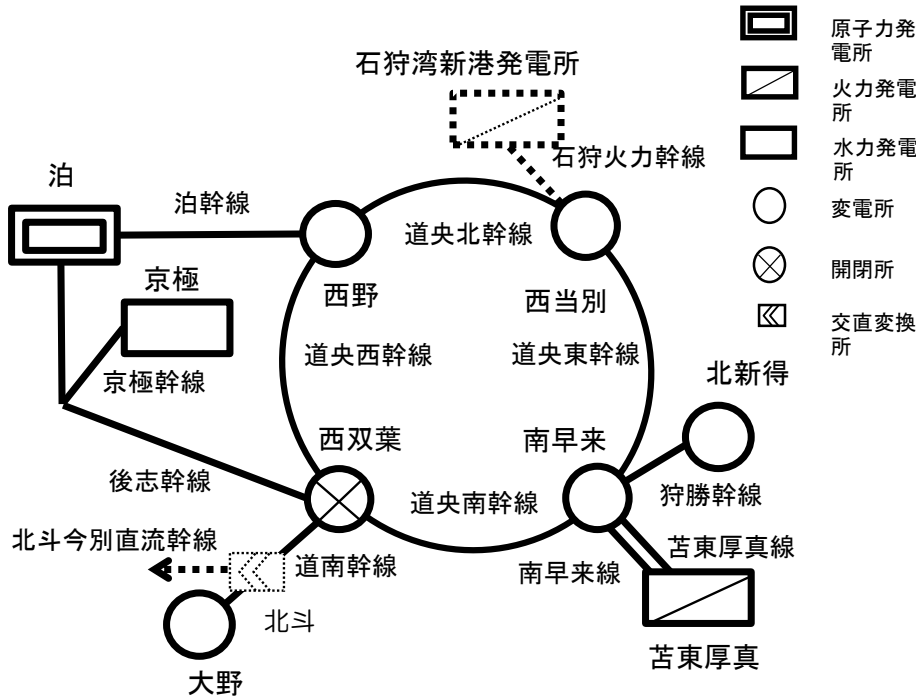 石狩湾新港発電所
石狩火力幹線
泊
泊幹線
道央北幹線
京極
西野
西当別
京極幹線
道央西幹線
道央東幹線
北新得
西双葉
南早来
後志幹線
道央南幹線
狩勝幹線
北斗今別直流幹線
道南幹線
南早来線
苫東厚真線
北斗
大野
苫東厚真
原子力発
電所
火力発電
所
水力発電
所
変電所
開閉所
交直変換
所